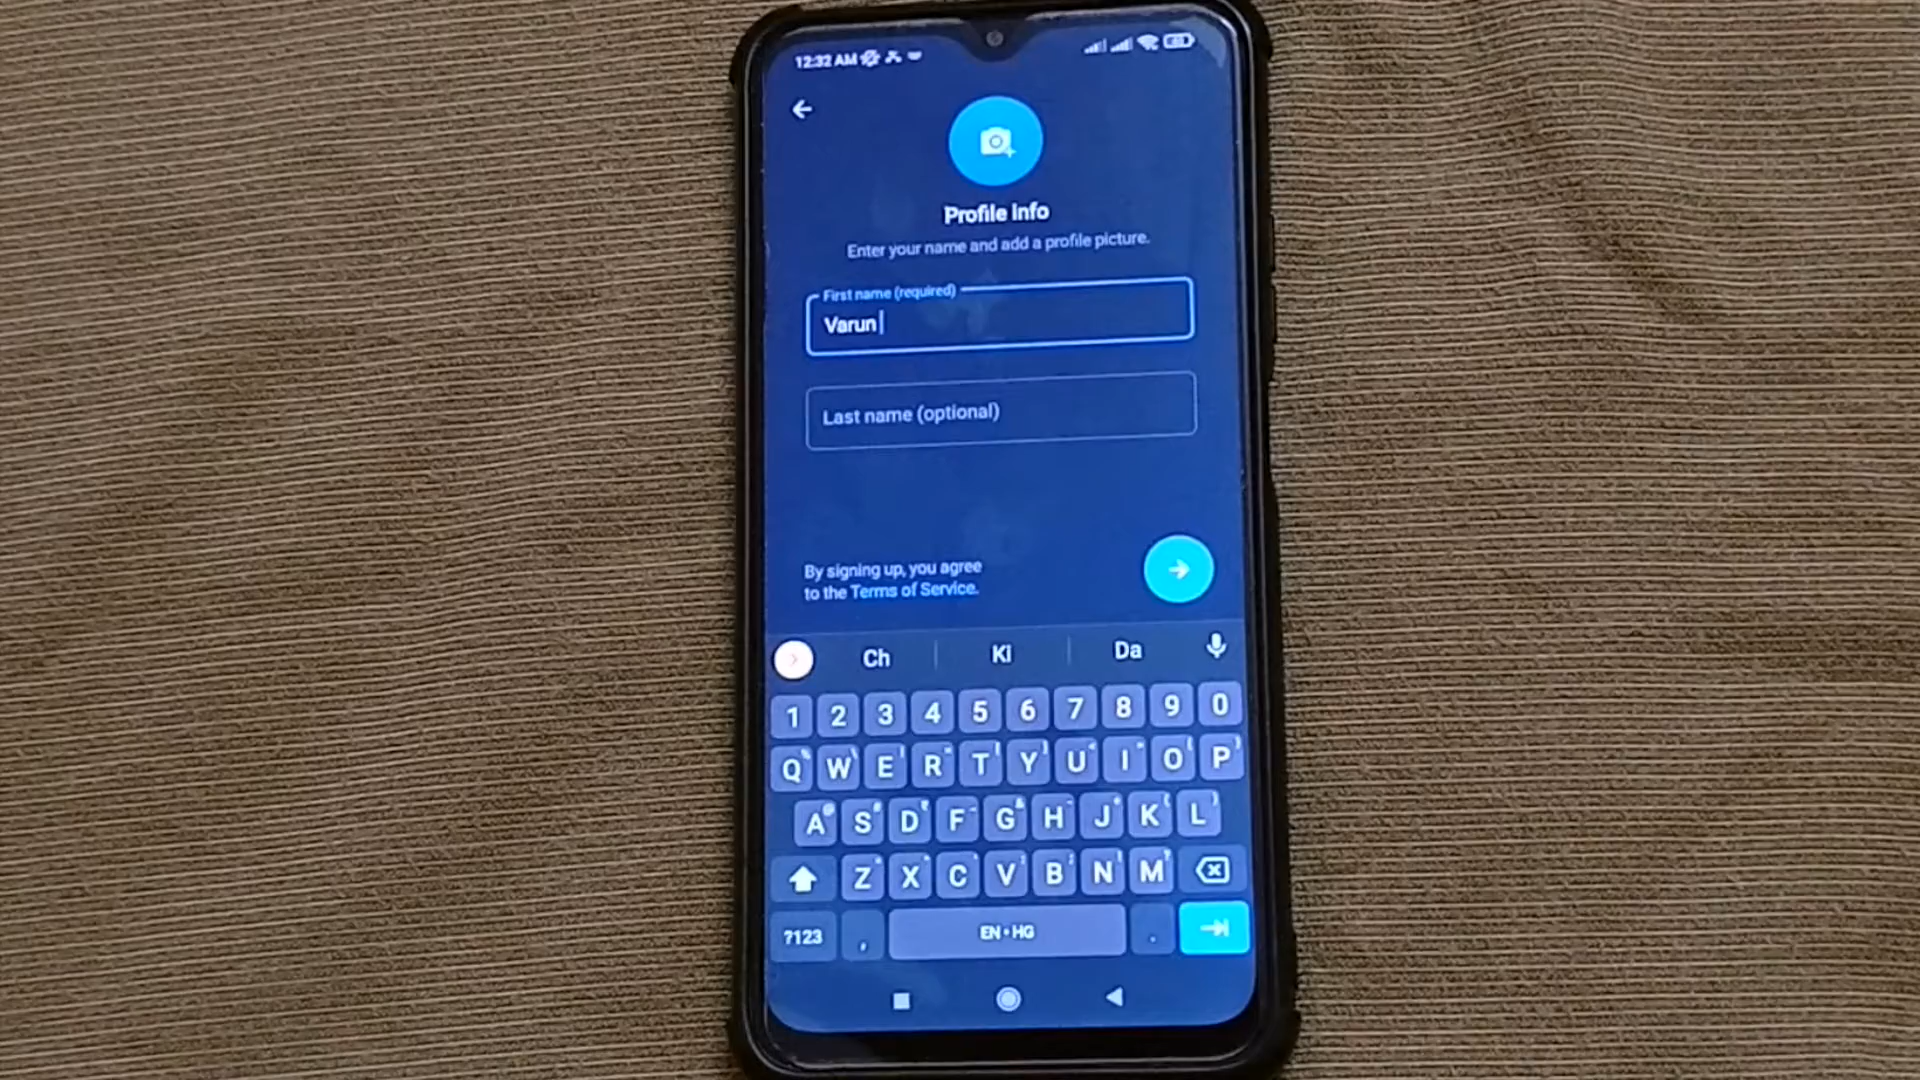 12:32 AM
Profile info
Enter your name and add a profile picture.
First name (required)
Varun
Last name (optional)
By signing up, you agree
to the Terms of Service.
Ch Ki Da
1 2 3 4 5 6 7 8 9 0
Q W E R T Y U I O P
A S D F G H J K L
Z X C V B N M
?123 , EN • HG .